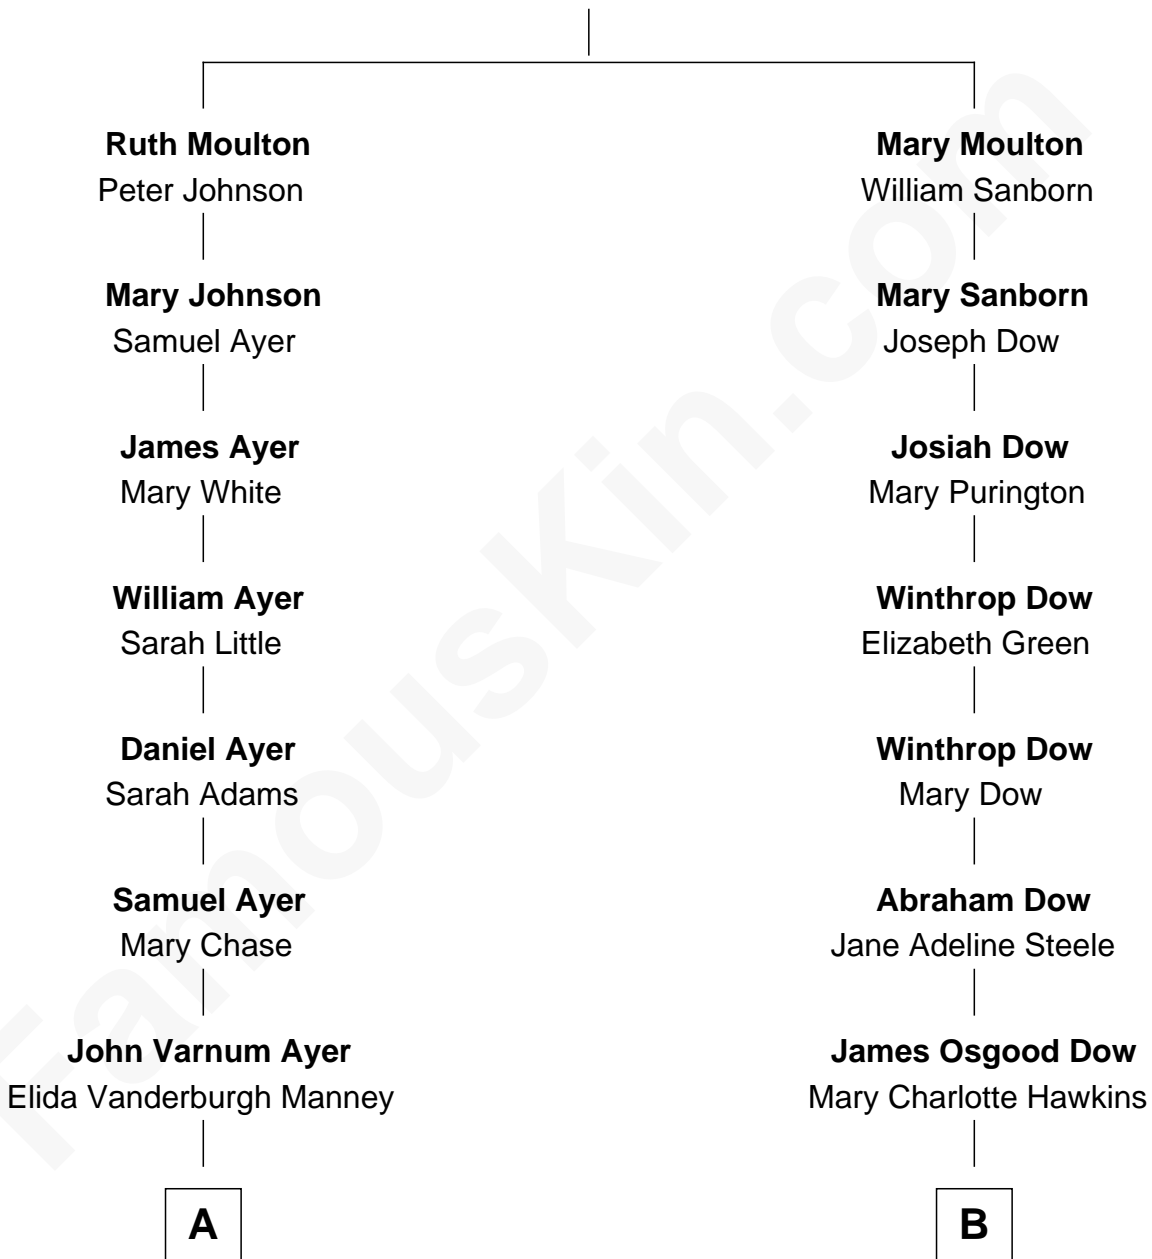 Ruth Moulton
Peter Johnson
Mary Johnson
Samuel Ayer
James Ayer
Mary White
William Ayer
Sarah Little
Daniel Ayer
Sarah Adams
Samuel Ayer
Mary Chase
John Varnum Ayer
Elida Vanderburgh Manney
A
Mary Moulton
William Sanborn
Mary Sanborn
Joseph Dow
Josiah Dow
Mary Purington
Winthrop Dow
Elizabeth Green
Winthrop Dow
Mary Dow
Abraham Dow
Jane Adeline Steele
James Osgood Dow
Mary Charlotte Hawkins
B
FamousKin.com